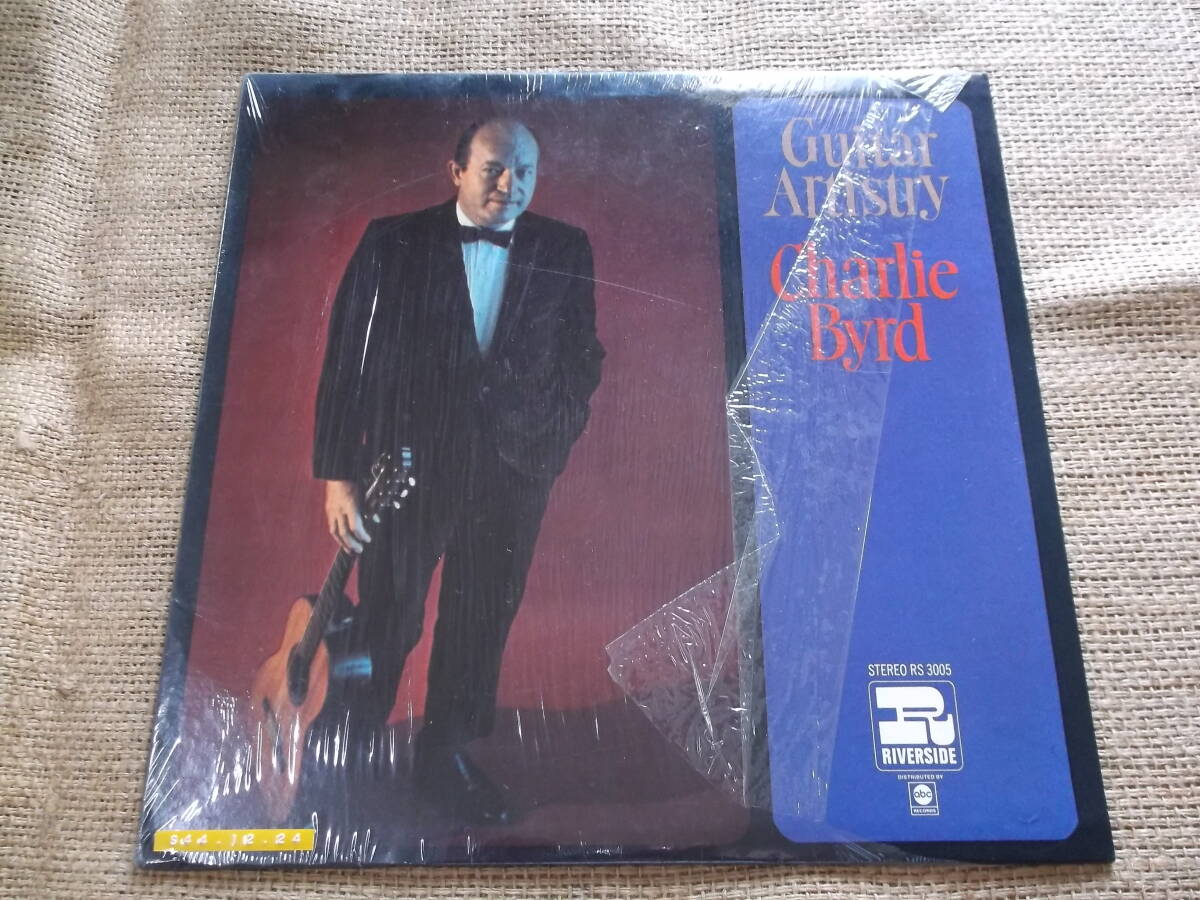 Guitar
Artistry
Charlie
Byrd
STEREO RS 3005
R
RIVERSIDE
DISTRIBUTED BY
abc
RECORDS